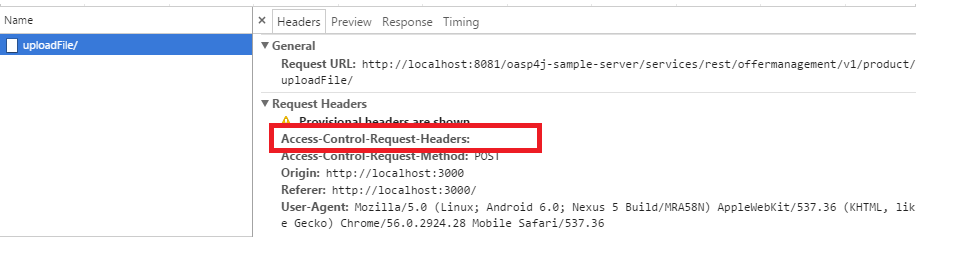 Name
× Headers Preview Response Timing
uploadFile/
▼ General
Request URL: http://localhost:8081/oasp4j-sample-server/services/rest/offermanagement/v1/product/
uploadFile/
▼ Request Headers
Provisional headers are shown
Access-Control-Request-Headers:
Access-Control-Request-Method: POST
Origin: http://localhost:3000
Referer: http://localhost:3000/
User-Agent: Mozilla/5.0 (Linux; Android 6.0; Nexus 5 Build/MRA58N) AppleWebKit/537.36 (KHTML, lik
e Gecko) Chrome/56.0.2924.28 Mobile Safari/537.36